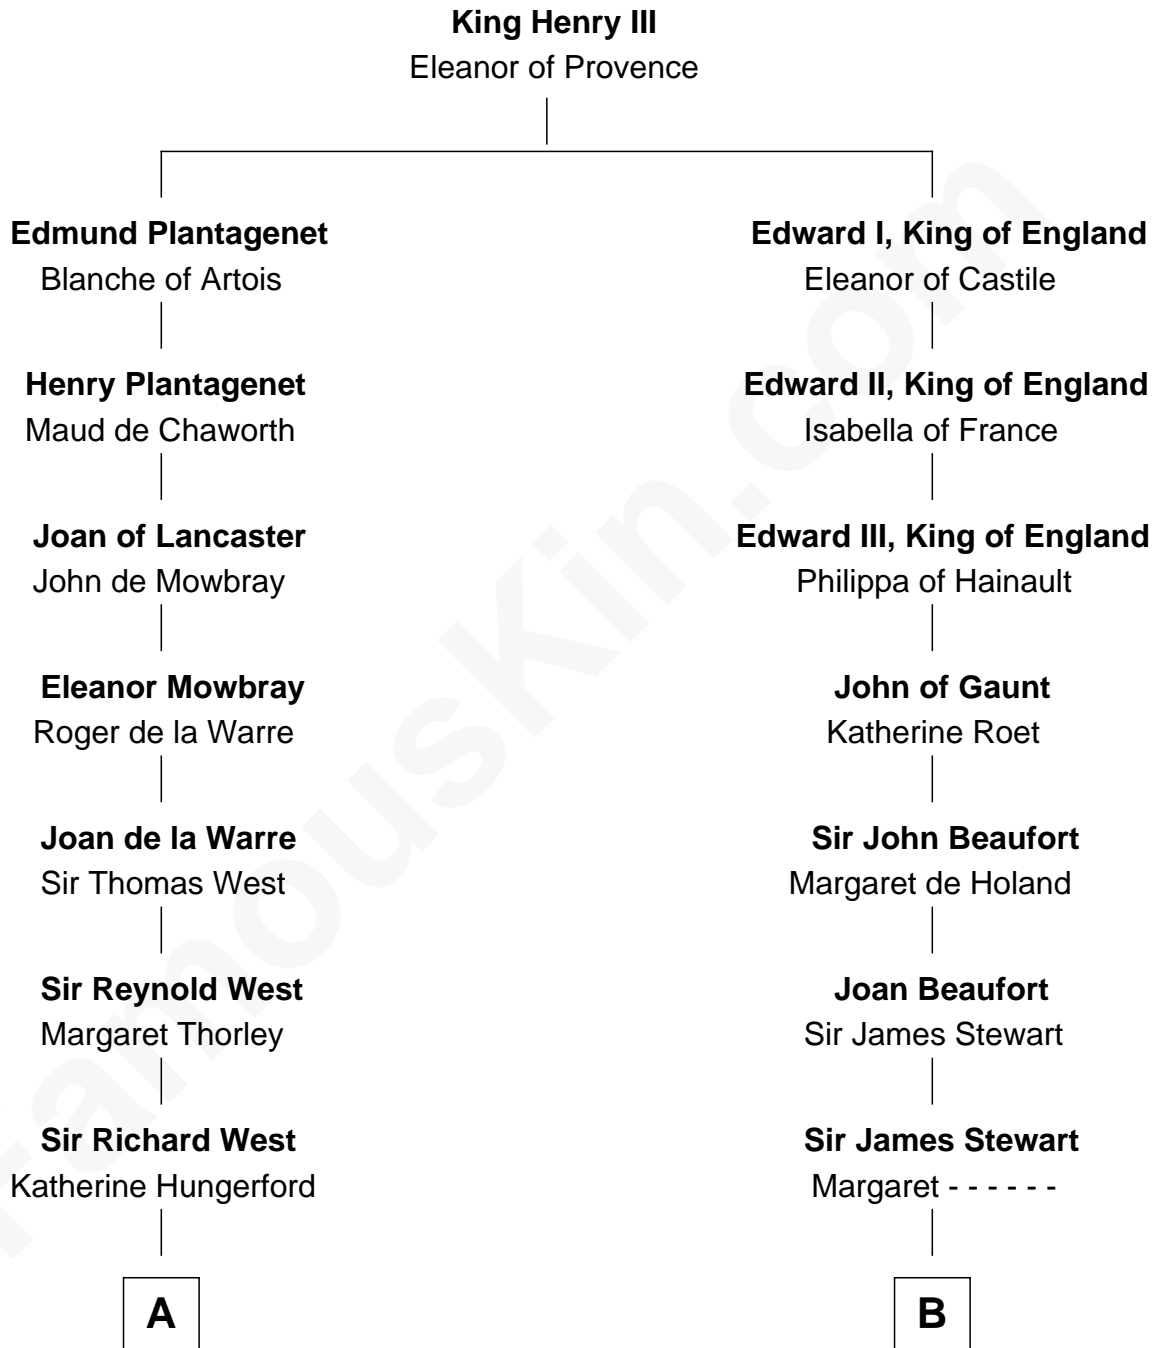 King Henry III
Eleanor of Provence
Edmund Plantagenet
Blanche of Artois
Henry Plantagenet
Maud de Chaworth
Joan of Lancaster
John de Mowbray
Eleanor Mowbray
Roger de la Warre
Joan de la Warre
Sir Thomas West
Sir Reynold West
Margaret Thorley
Sir Richard West
Katherine Hungerford
A
Edward I, King of England
Eleanor of Castile
Edward II, King of England
Isabella of France
Edward III, King of England
Philippa of Hainault
John of Gaunt
Katherine Roet
Sir John Beaufort
Margaret de Holand
Joan Beaufort
Sir James Stewart
Sir James Stewart
Margaret - - - - - -
B
FamousKin.com